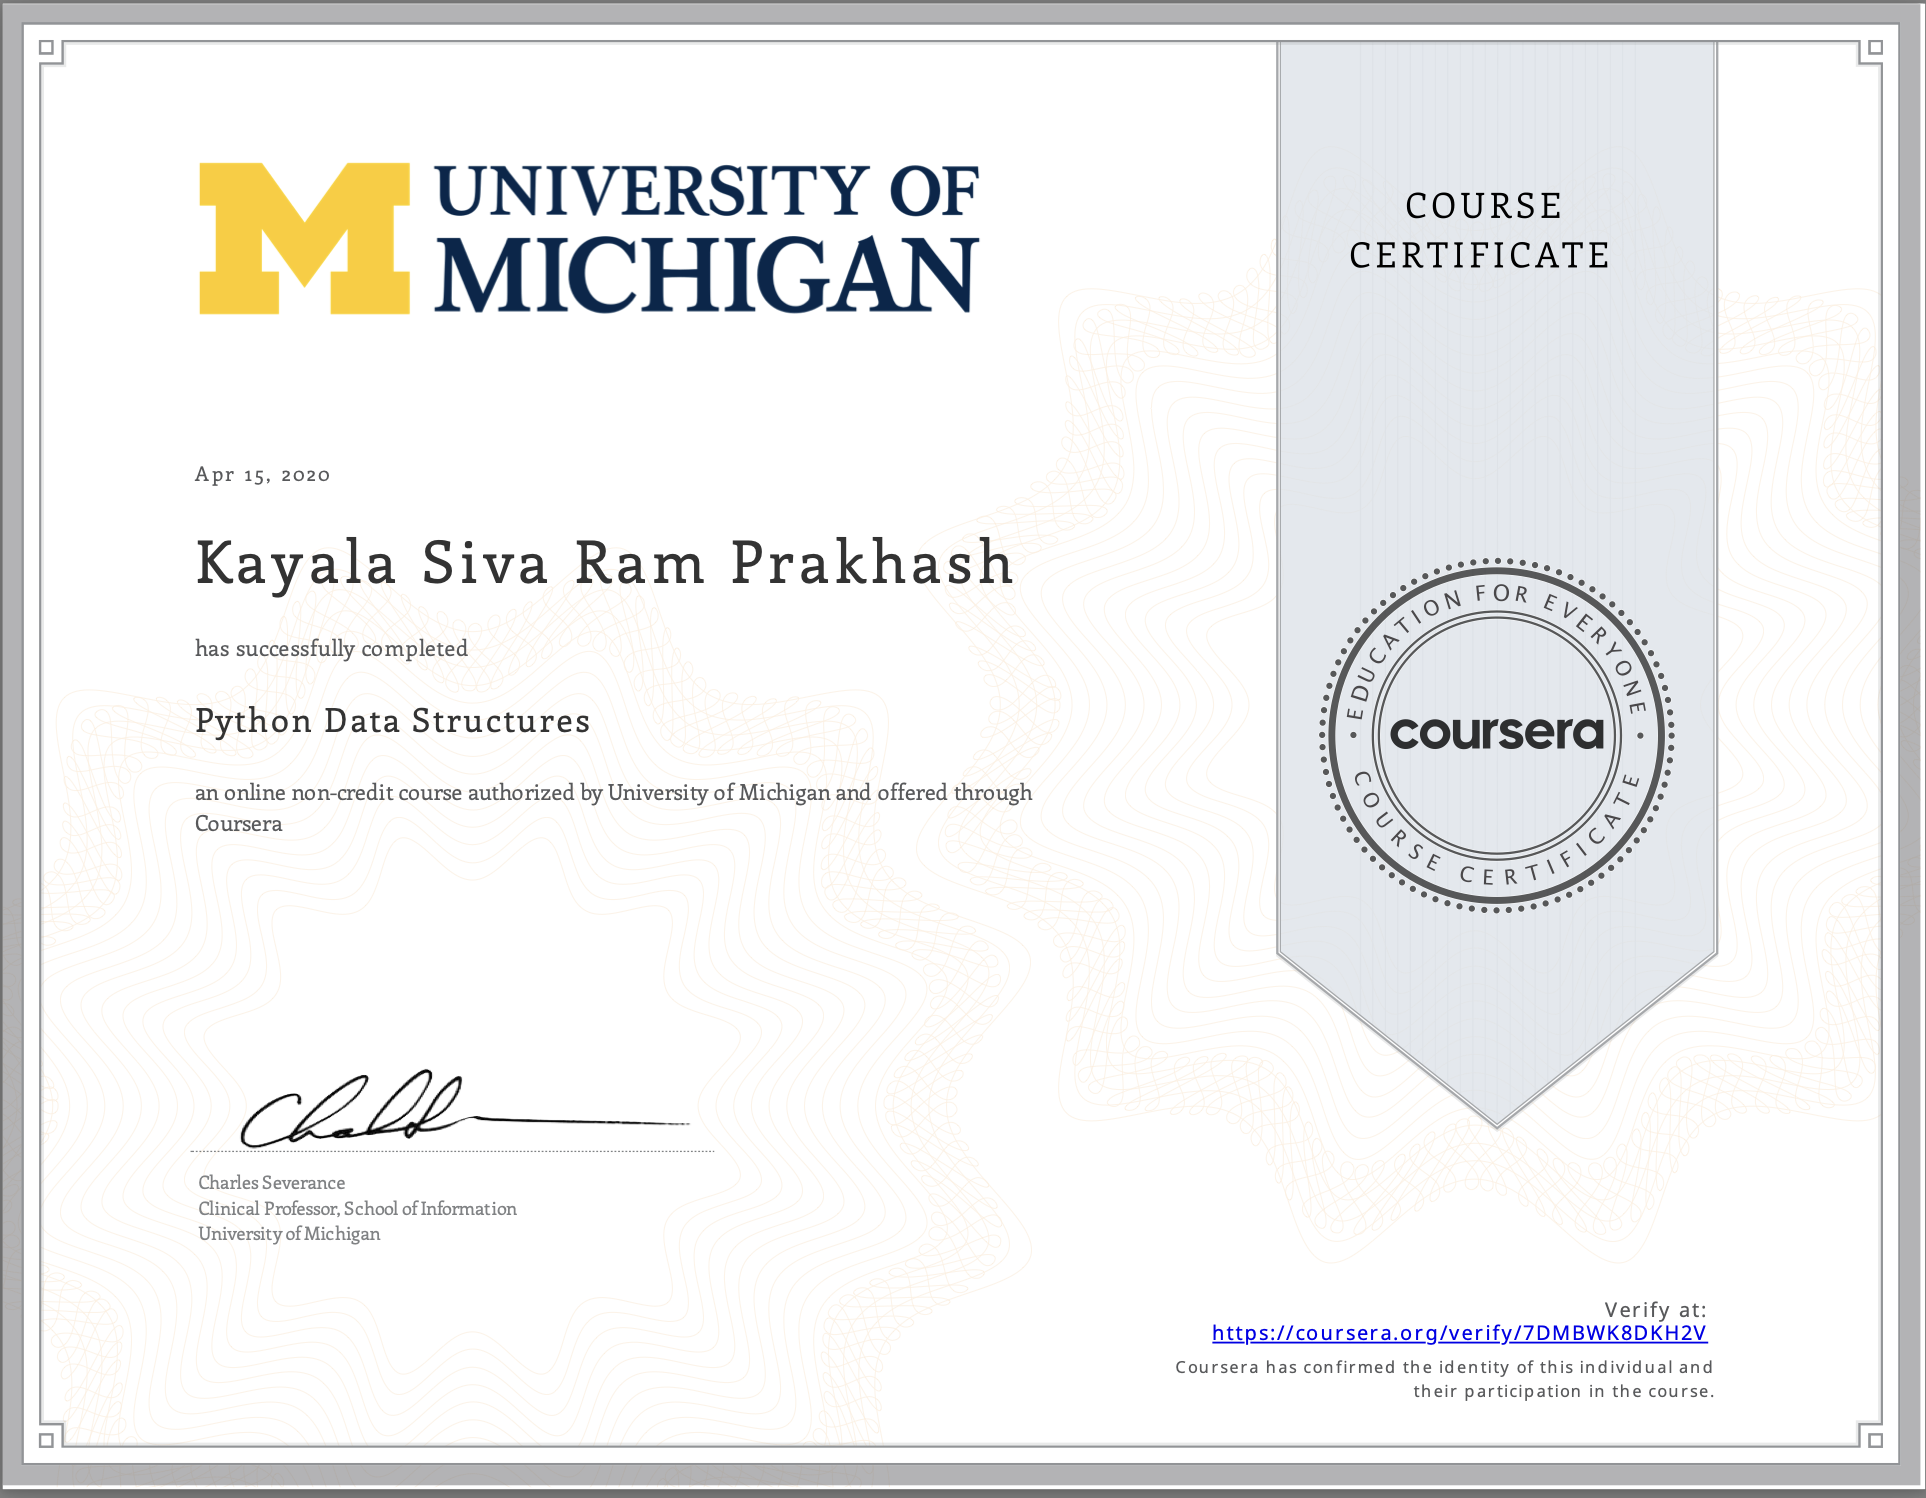 UNIVERSITY OF
MICHIGAN
COURSE
CERTIFICATE
Apr 15, 2020
Kayala Siva Ram Prakhash
has successfully completed
Python Data Structures
an online non-credit course authorized by University of Michigan and offered through
Coursera
EDUCATION FOR EVERYONE
coursera
COURSE CERTIFICATE
Charles Severance
Clinical Professor, School of Information
University of Michigan
Verify at:
https://coursera.org/verify/7DMBWK8DKH2V
Coursera has confirmed the identity of this individual and
their participation in the course.